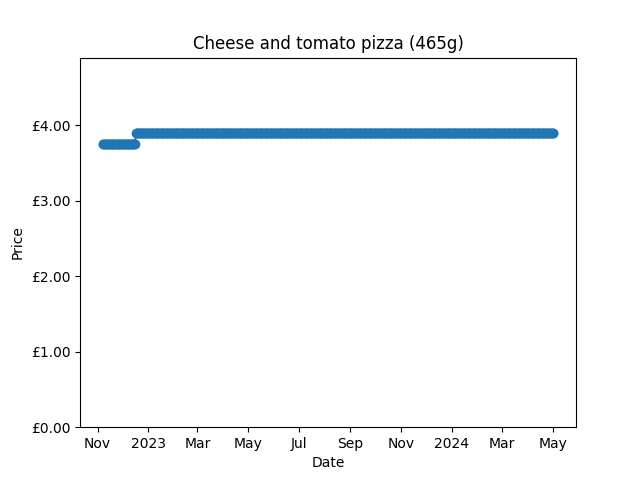 Cheese and tomato pizza (465g)
£4.00
£3.00
£2.00
£1.00
£0.00
Price
Nov 2023 Mar May Jul Sep Nov 2024 Mar May
Date